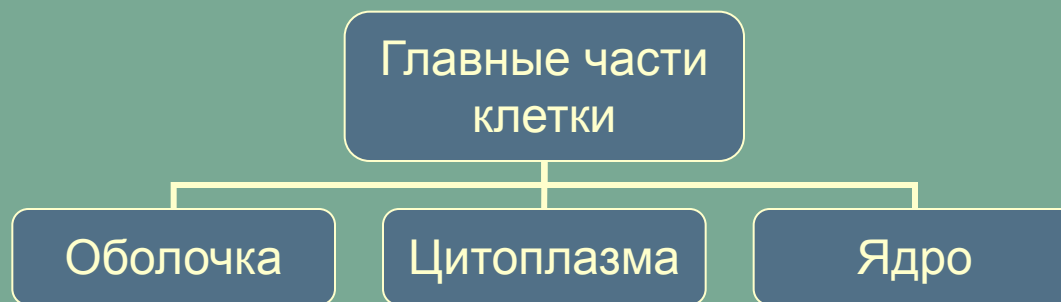 Главные части
клетки
Оболочка
Цитоплазма
Ядро